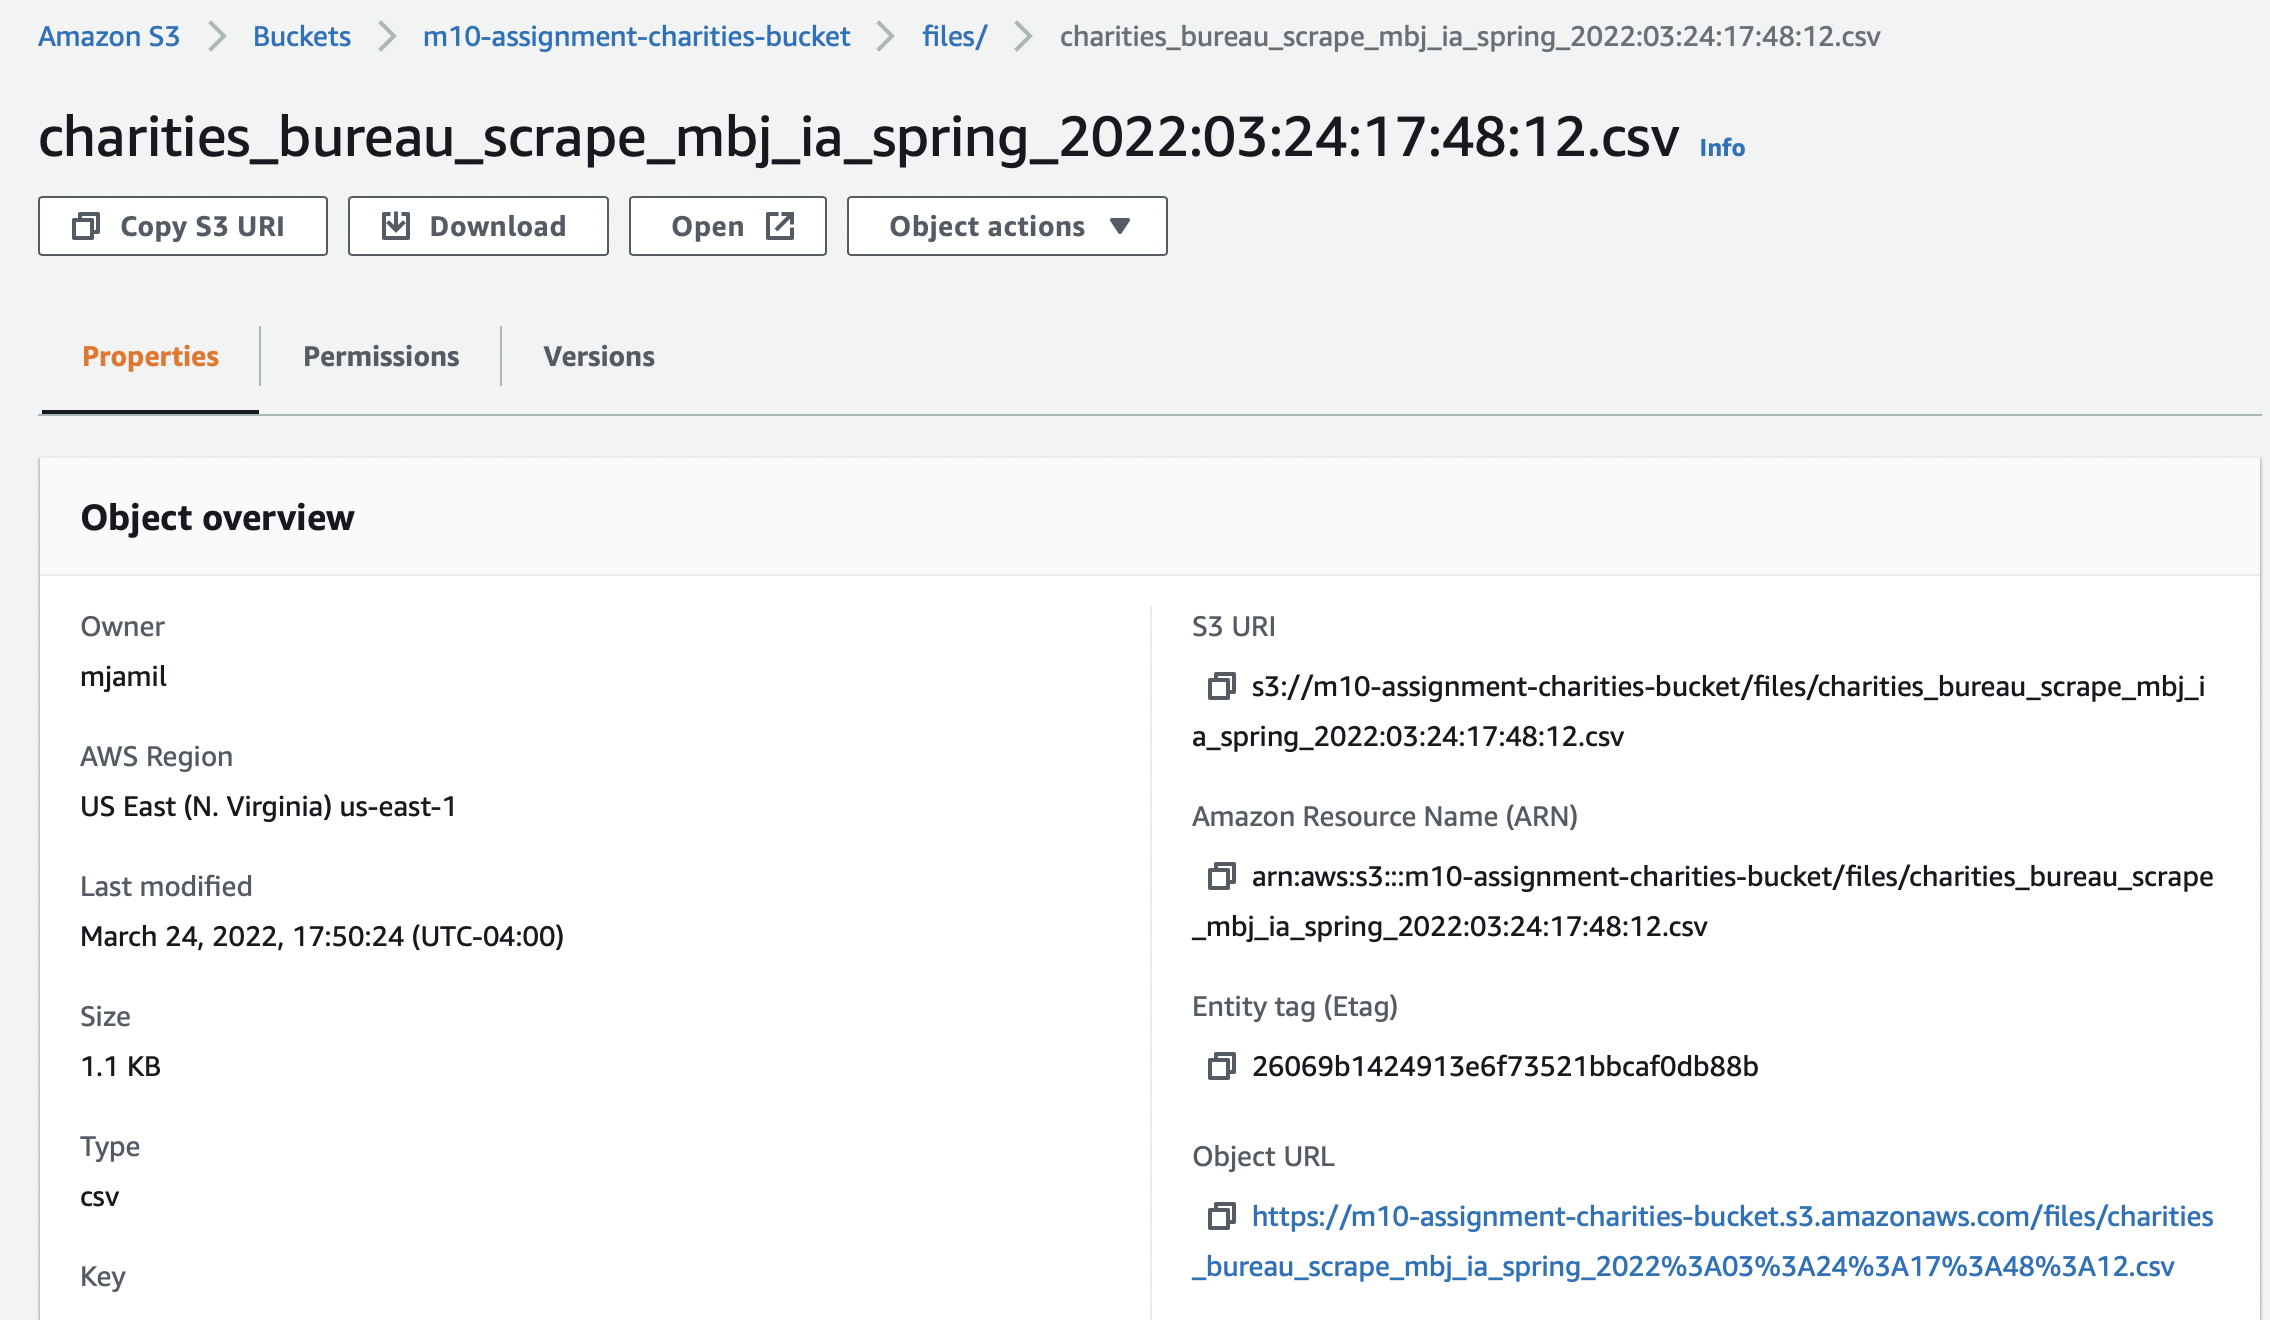 Amazon S3 Buckets m10-assignment-charities-bucket files/ charities_bureau_scrape_mbj_ia_spring_2022:03:24:17:48:12.csv
charities_bureau_scrape_mbj_ia_spring_2022:03:24:17:48:12.csv Info
Copy S3 URI Download Open Object actions
Properties Permissions Versions
Object overview
Owner
mjamil
AWS Region
US East (N. Virginia) us-east-1
Last modified
March 24, 2022, 17:50:24 (UTC-04:00)
Size
1.1 KB
Type
csv
Key
S3 URI
s3://m10-assignment-charities-bucket/files/charities_bureau_scrape_mbj_i
a_spring_2022:03:24:17:48:12.csv
Amazon Resource Name (ARN)
arn:aws:s3:::m10-assignment-charities-bucket/files/charities_bureau_scrape
_mbj_ia_spring_2022:03:24:17:48:12.csv
Entity tag (Etag)
26069b1424913e6f73521bbcaf0db88b
Object URL
https://m10-assignment-charities-bucket.s3.amazonaws.com/files/charities
_bureau_scrape_mbj_ia_spring_2022%3A03%3A24%3A17%3A48%3A12.csv